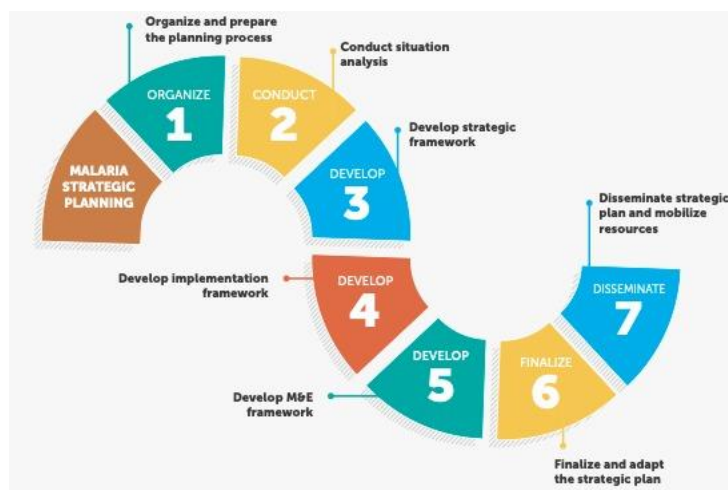 Organize and prepare
the planning process
Conduct situation
analysis
ORGANIZE
1
CONDUCT
2
Develop strategic
framework
MALARIA
STRATEGIC
PLANNING
DEVELOP
3
Disseminate strategic
plan and mobilize
resources
Develop implementation
framework
DEVELOP
4
DISSEMINATE
7
DEVELOP
5
FINALIZE
6
Develop M&E
framework
Finalize and adapt
the strategic plan